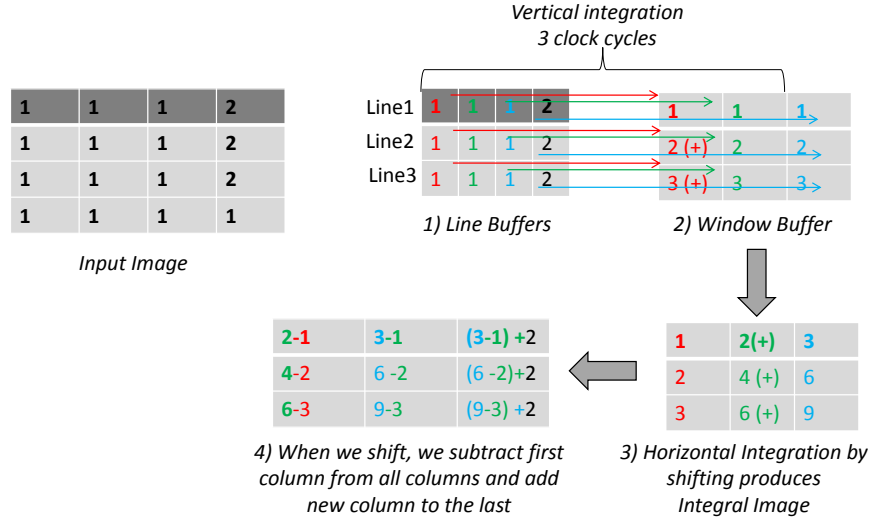 Vertical integration
3 clock cycles
1 1 1 2
1 1 1 2
1 1 1 2
1 1 1 1
Input Image
Line1 1 1 1 2
Line2 1 1 1 2
Line3 1 1 1 2
1) Line Buffers
1 1 1
2 (+) 2 2
3 (+) 3 3
2) Window Buffer
2-1 3-1 (3-1) +2
4-2 6 -2 (6 -2)+2
6-3 9-3 (9-3) +2
4) When we shift, we subtract first
column from all columns and add
new column to the last
1 2(+) 3
2 4 (+) 6
3 6 (+) 9
3) Horizontal Integration by
shifting produces
Integral Image